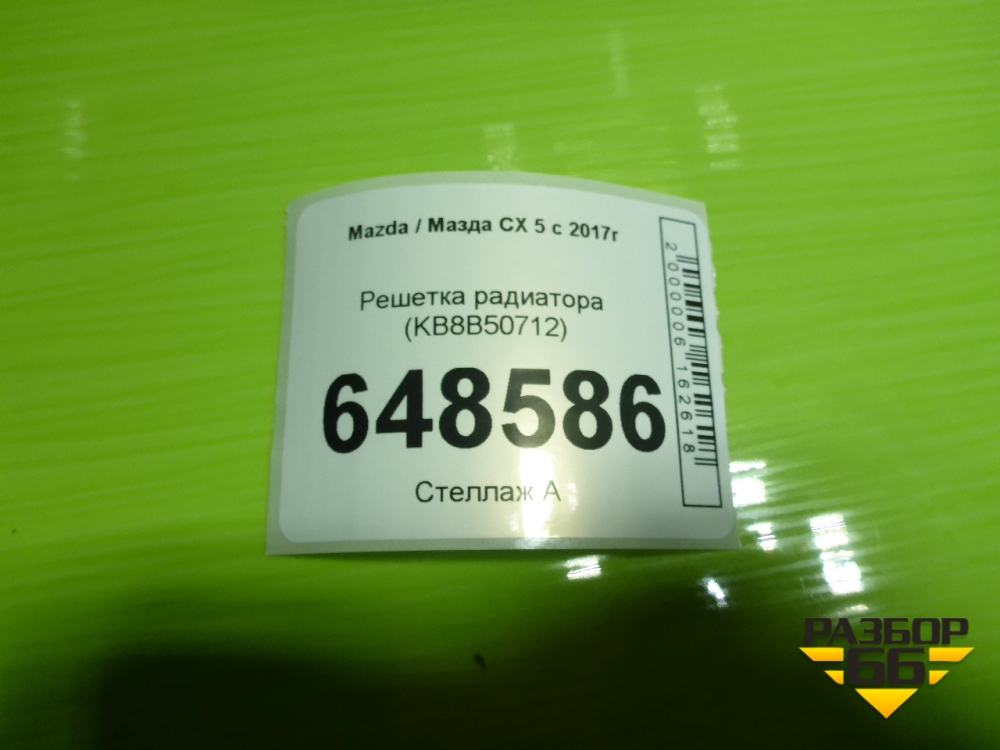 Mazda / Мазда CX 5 с 2017г
Решетка радиатора
(KB8B50712)
648586
Стеллаж А
2000006162618
РАЗБОР
66